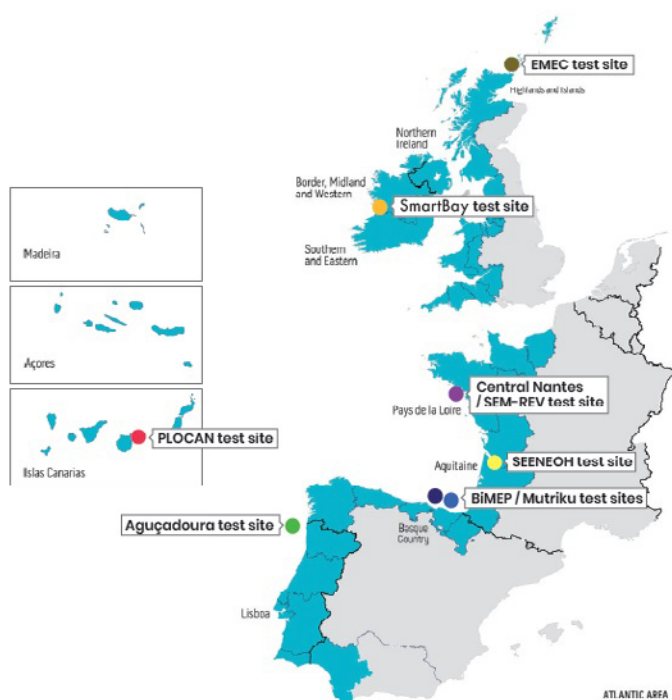 EMEC test site
Highlands and Islands
Northern
Ireland
Border, Midland
and Western
SmartBay test site
Southern
and Eastern
Madeira
Açores
PLOCAN test site
Islas Canarias
Central Nantes
/ SEM-REV test site
Pays de la Loire
Aquitaine
SEENEOH test site
BiMEP / Mutriku test sites
Basque
Country
Aguçadoura test site
Lisboa
ATLANTIC AREA